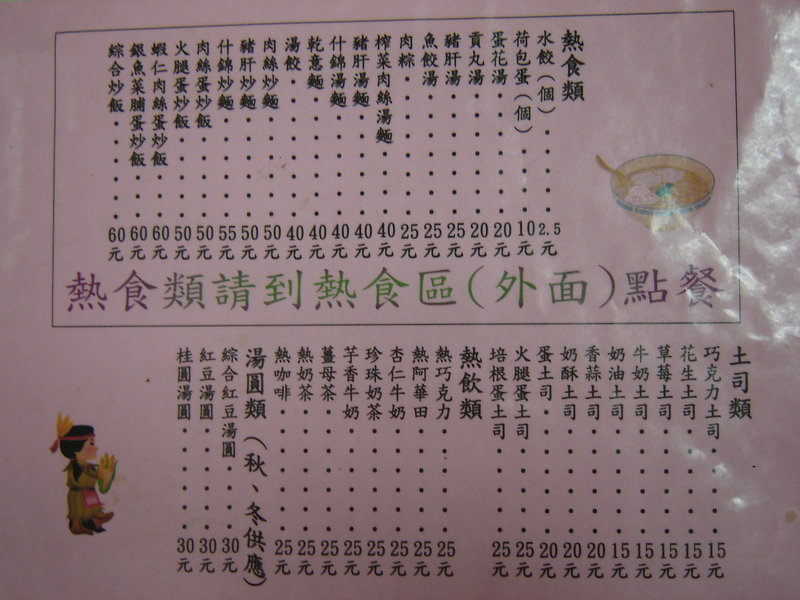 熱食類
水餃(個)・・・・2.5元
荷包蛋(個)・・・・10元
蛋花湯・・・・・・20元
貢丸湯・・・・・・20元
豬肝湯・・・・・・25元
魚餃湯・・・・・・25元
肉粽・・・・・・・25元
榨菜肉絲湯麵・・・40元
豬肝湯麵・・・・・40元
什錦湯麵・・・・・40元
乾意麵・・・・・・40元
湯餃・・・・・・・40元
肉絲炒麵・・・・・50元
豬肝炒麵・・・・・50元
什錦炒麵・・・・・55元
肉絲蛋炒飯・・・・50元
火腿蛋炒飯・・・・50元
蝦仁肉絲蛋炒飯・・60元
銀魚菜脯蛋炒飯・・60元
綜合炒飯・・・・・60元
熱食類請到熱食區(外面)點餐
土司類
巧克力土司・・・・15元
花生土司・・・・・15元
草莓土司・・・・・15元
牛奶土司・・・・・15元
奶油土司・・・・・15元
香蒜土司・・・・・20元
奶酥土司・・・・・20元
蛋土司・・・・・・20元
火腿蛋土司・・・・25元
培根蛋土司・・・・25元
熱飲類
熱巧克力・・・・・25元
熱阿華田・・・・・25元
杏仁牛奶・・・・・25元
珍珠奶茶・・・・・25元
芋香牛奶・・・・・25元
薑母茶・・・・・・25元
熱奶茶・・・・・・25元
熱咖啡・・・・・・25元
湯圓類(秋、冬供應)
綜合紅豆湯圓・・・30元
紅豆湯圓・・・・・30元
桂圓湯圓・・・・・30元